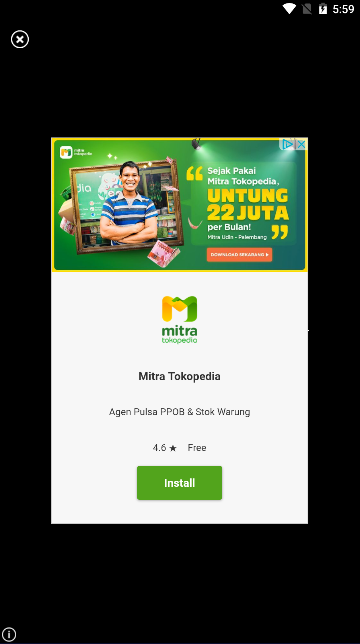 5:59
mitra
tokopedia
Sejak Pakai
Mitra Tokopedia,
UNTUNG
22 JUTA
per Bulan!
Mitra Udin - Palembang
DOWNLOAD SEKARANG
mitra
tokopedia
Mitra Tokopedia
Agen Pulsa PPOB & Stok Warung
4.6 ★ Free
Install